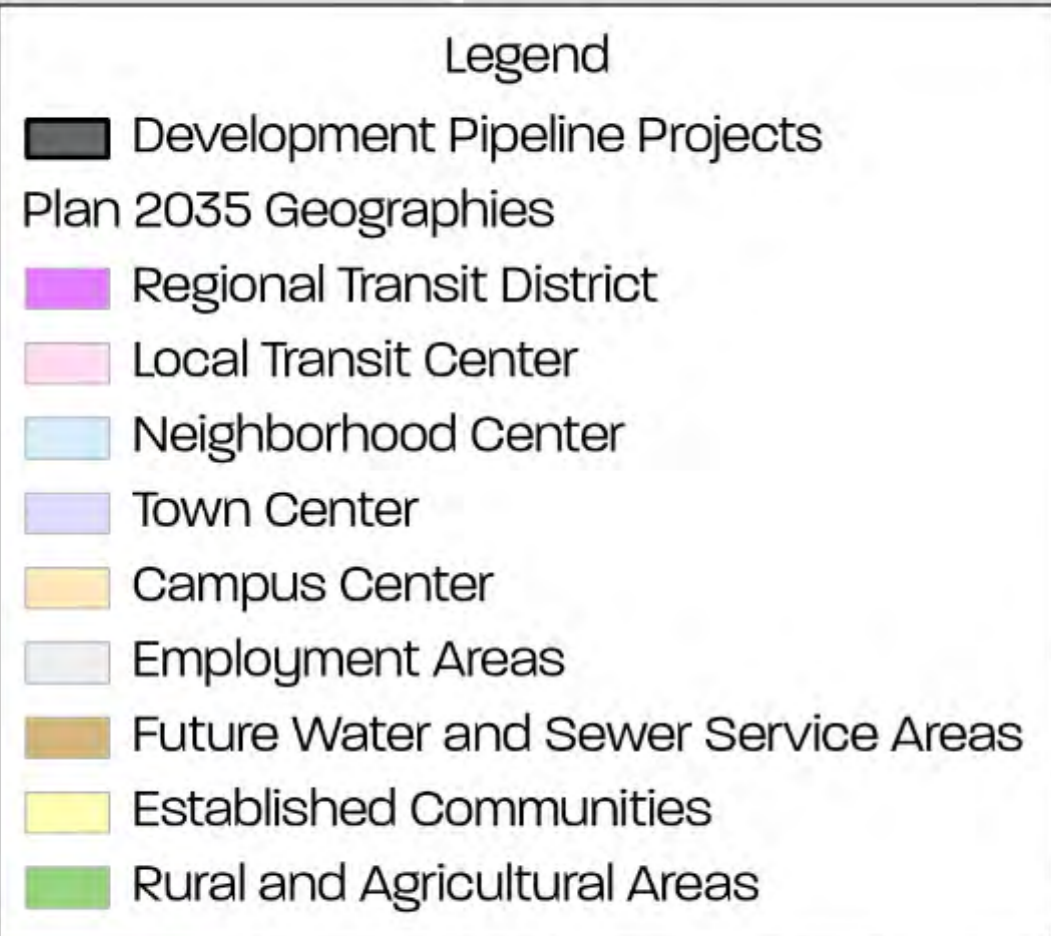 Legend
Development Pipeline Projects
Plan 2035 Geographies
Regional Transit District
Local Transit Center
Neighborhood Center
Town Center
Campus Center
Employment Areas
Future Water and Sewer Service Areas
Established Communities
Rural and Agricultural Areas